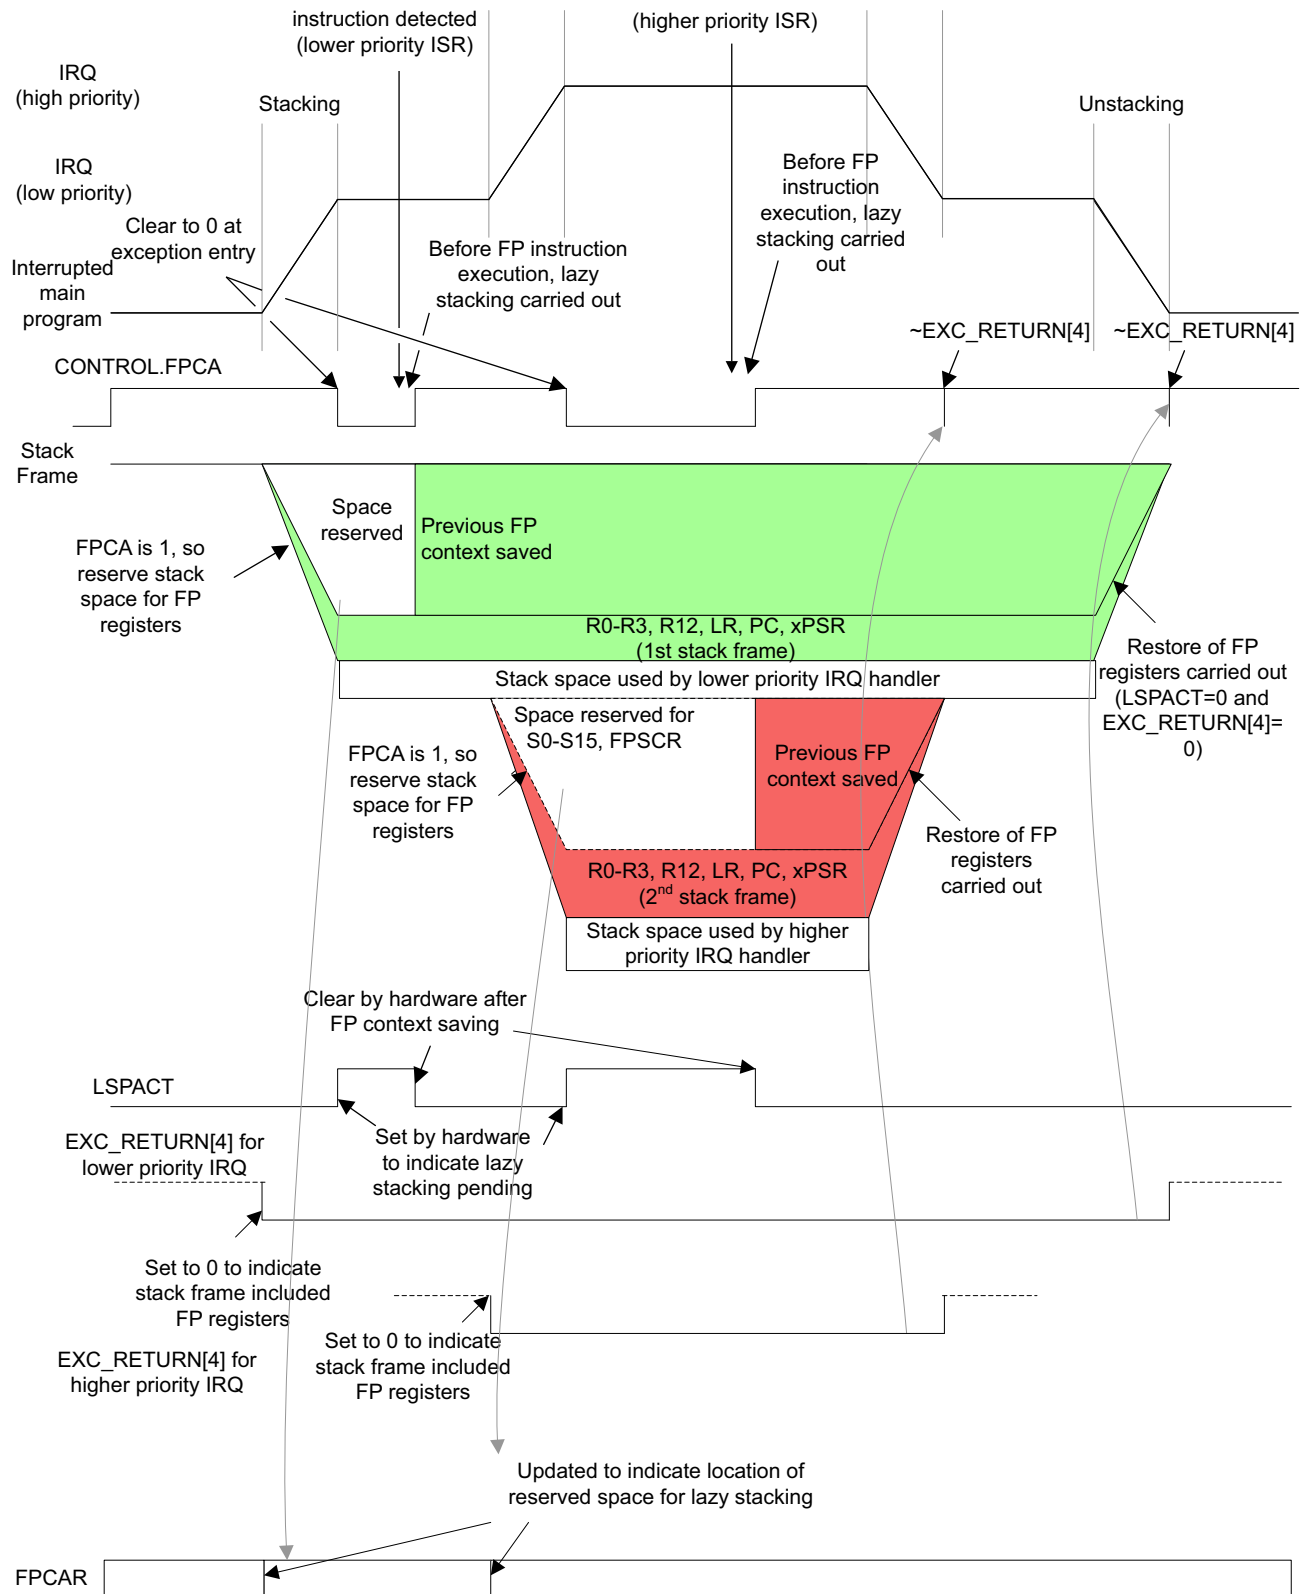 instruction detected
(lower priority ISR)
(higher priority ISR)
IRQ
(high priority)
Stacking
Unstacking
IRQ
(low priority)
Before FP
instruction
execution, lazy
stacking carried
out
Clear to 0 at
exception entry
Before FP instruction
execution, lazy
stacking carried out
Interrupted
main
program
~EXC_RETURN[4]
~EXC_RETURN[4]
CONTROL.FPCA
Stack
Frame
Space
reserved
Previous FP
context saved
FPCA is 1, so
reserve stack
space for FP
registers
R0-R3, R12, LR, PC, xPSR
(1st stack frame)
Restore of FP
registers carried out
(LSPACT=0 and
EXC_RETURN[4]=
0)
Stack space used by lower priority IRQ handler
Space reserved for
S0-S15, FPSCR
FPCA is 1, so
reserve stack
space for FP
registers
Previous FP
context saved
Restore of FP
registers
carried out
R0-R3, R12, LR, PC, xPSR
(2nd stack frame)
Stack space used by higher
priority IRQ handler
Clear by hardware after
FP context saving
LSPACT
Set by hardware
to indicate lazy
stacking pending
EXC_RETURN[4] for
lower priority IRQ
Set to 0 to indicate
stack frame included
FP registers
Set to 0 to indicate
stack frame included
FP registers
EXC_RETURN[4] for
higher priority IRQ
Updated to indicate location of
reserved space for lazy stacking
FPCAR